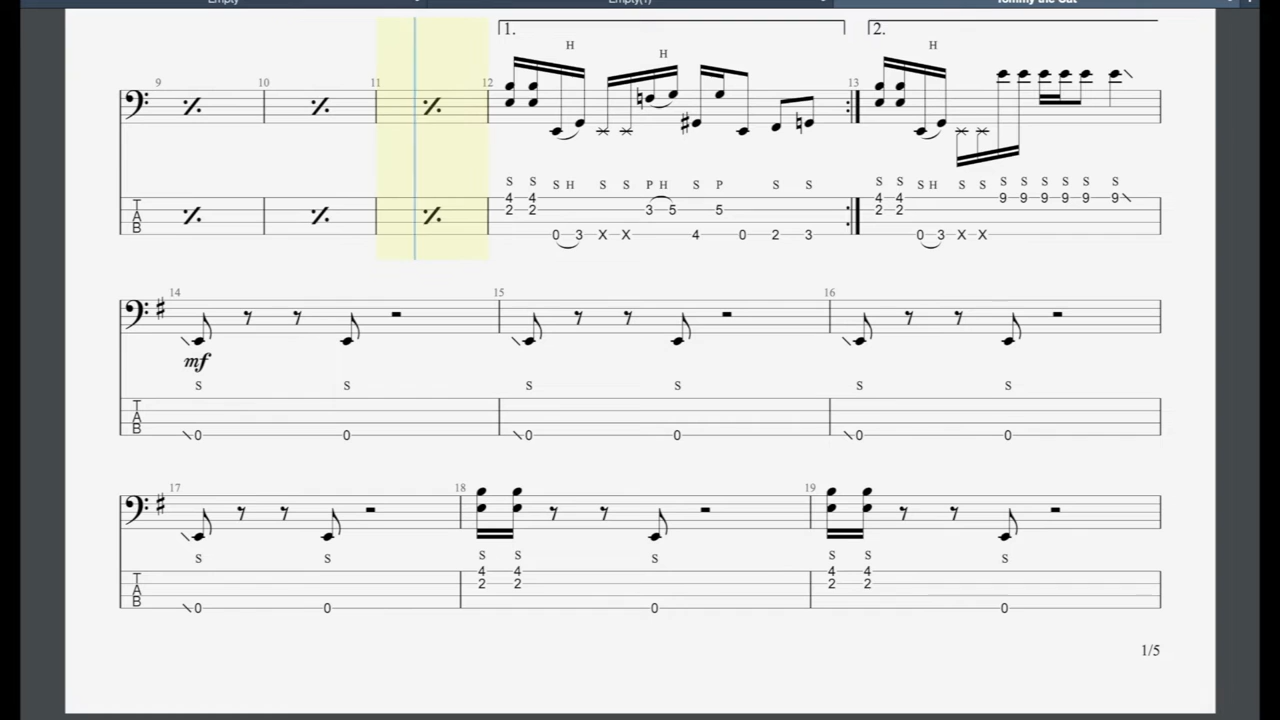 Empty Empty(1) Tommy the Cat
1. 2.
H H H
9 10 11 12 13
S S S H S S P H S P S S S S S H S S S S S S S S
4 4 4 4 9 9 9 9 9 9
2 2 3 5 5 2 2
0 3 X X 4 0 2 3 0 3 X X
T
A
B
14 15 16
mf
S S S S S S
T
A
B
0 0 0 0 0 0
17 18 19
S S S S S S S S
4 4 4 4
2 2 2 2
T
A
B
0 0 0 0
1/5